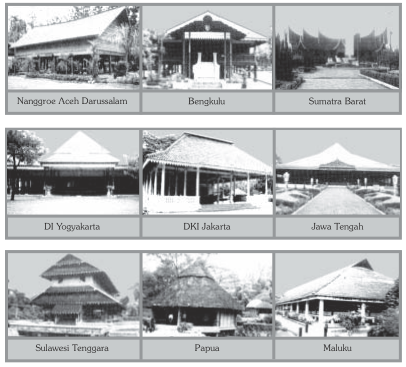 Nanggroe Aceh Darussalam
Bengkulu
Sumatra Barat
DI Yogyakarta
DKI Jakarta
Jawa Tengah
Sulawesi Tenggara
Papua
Maluku